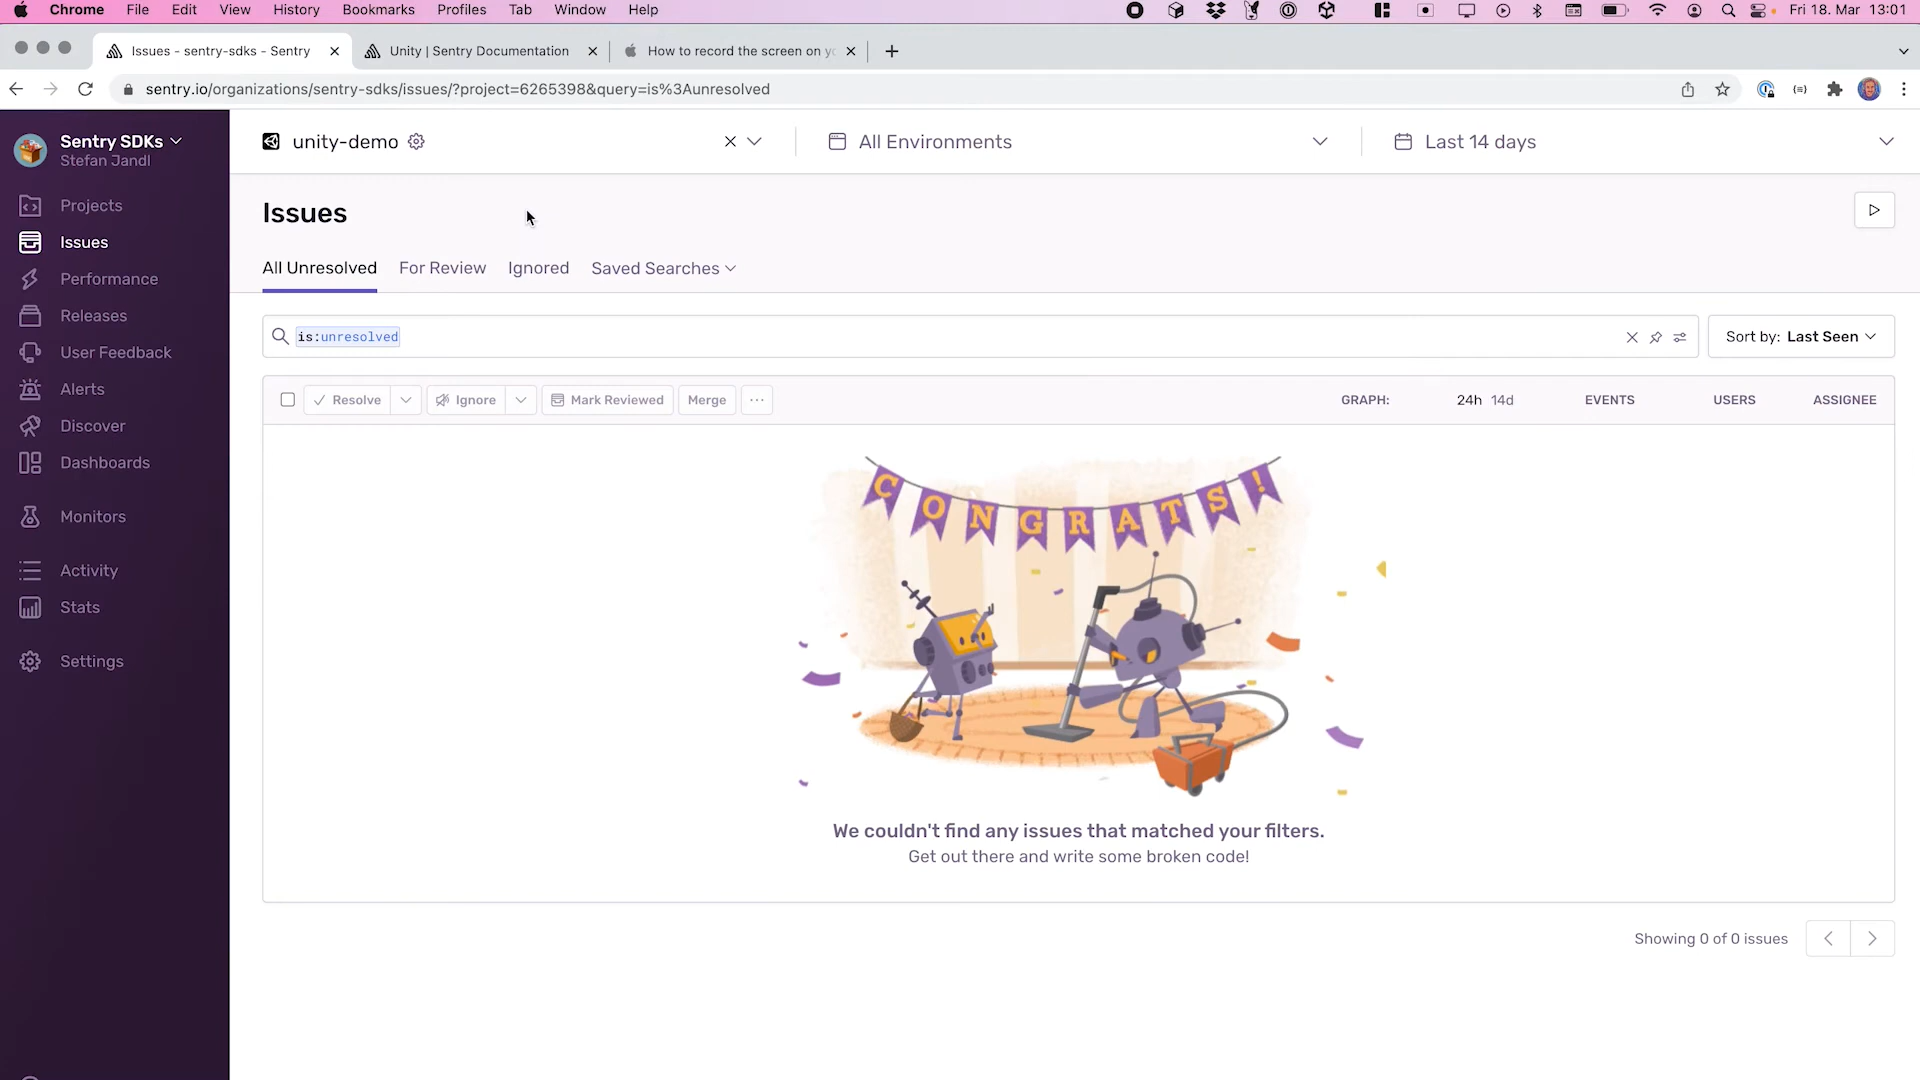 Chrome File Edit View History Bookmarks Profiles Tab Window Help Fri 18. Mar 13:01
Issues - sentry-sdks - Sentry Unity | Sentry Documentation How to record the screen on yo
sentry.io/organizations/sentry-sdks/issues/?project=6265398&query=is%3Aunresolved
Sentry SDKs
Stefan Jandl
Projects
Issues
Performance
Releases
User Feedback
Alerts
Discover
Dashboards
Monitors
Activity
Stats
Settings
unity-demo All Environments Last 14 days
Issues
All Unresolved For Review Ignored Saved Searches
is:unresolved Sort by: Last Seen
Resolve Ignore Mark Reviewed Merge ... GRAPH: 24h 14d EVENTS USERS ASSIGNEE
CONGRATS!
We couldn't find any issues that matched your filters.
Get out there and write some broken code!
Showing 0 of 0 issues